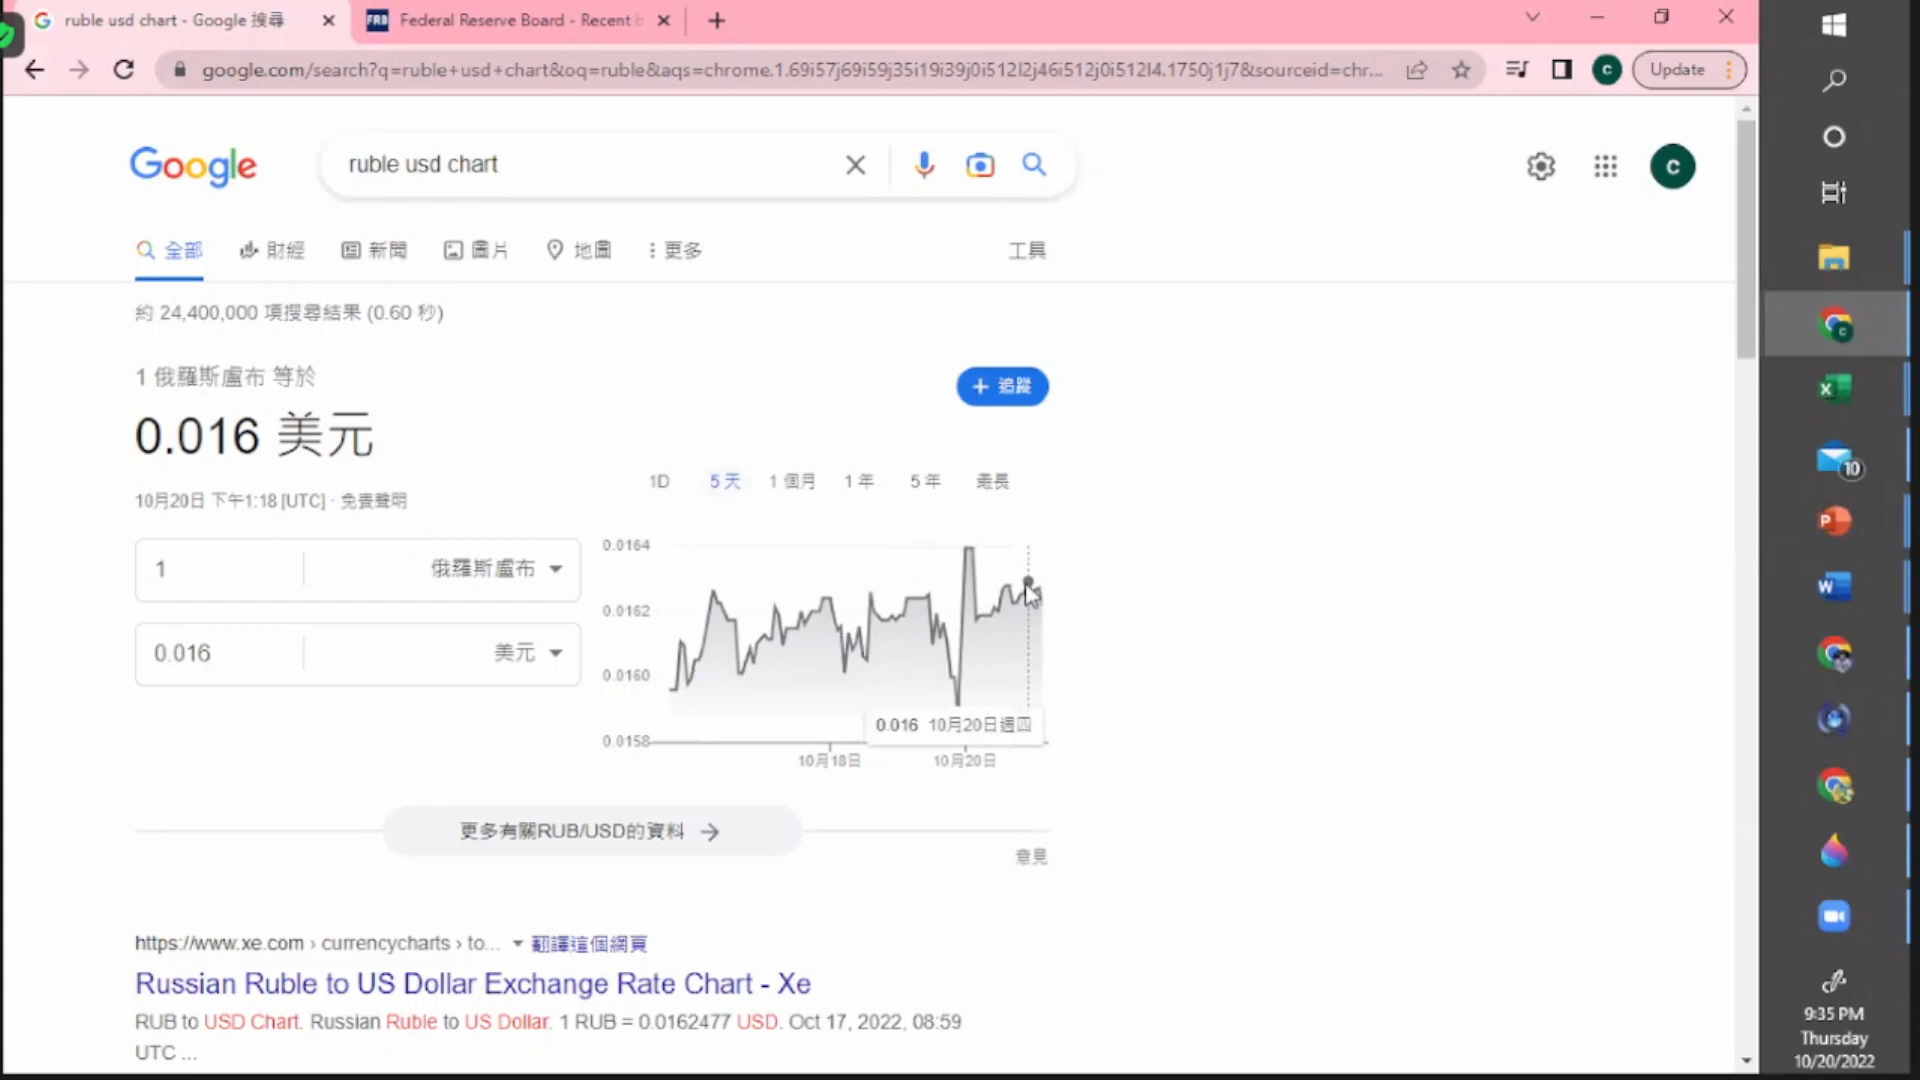 ruble usd chart - Google 搜尋
FRB Federal Reserve Board - Recent b
google.com/search?q=ruble+usd+chart&oq=ruble&aqs=chrome.1.69i57j69i59j35i19i39j0i512l2j46i512j0i512l4.1750j1j7&sourceid=chr...
C
Update
Google
ruble usd chart
C
全部
財經
新聞
圖片
地圖
更多
工具
約 24,400,000 項搜尋結果 (0.60 秒)
1 俄羅斯盧布 等於
+ 追蹤
0.016 美元
1D
5 天
1 個月
1 年
5 年
最長
10月20日 下午1:18 [UTC] · 免責聲明
1
俄羅斯盧布
0.016
美元
0.0164
0.0162
0.0160
0.0158
0.016 10月20日週四
10月18日
10月20日
更多有關RUB/USD的資料
意見
https://www.xe.com › currencycharts › to... 翻譯這個網頁
Russian Ruble to US Dollar Exchange Rate Chart - Xe
RUB to USD Chart. Russian Ruble to US Dollar. 1 RUB = 0.0162477 USD. Oct 17, 2022, 08:59
UTC ...
C
X
10
P
W
9:35 PM
Thursday
10/20/2022